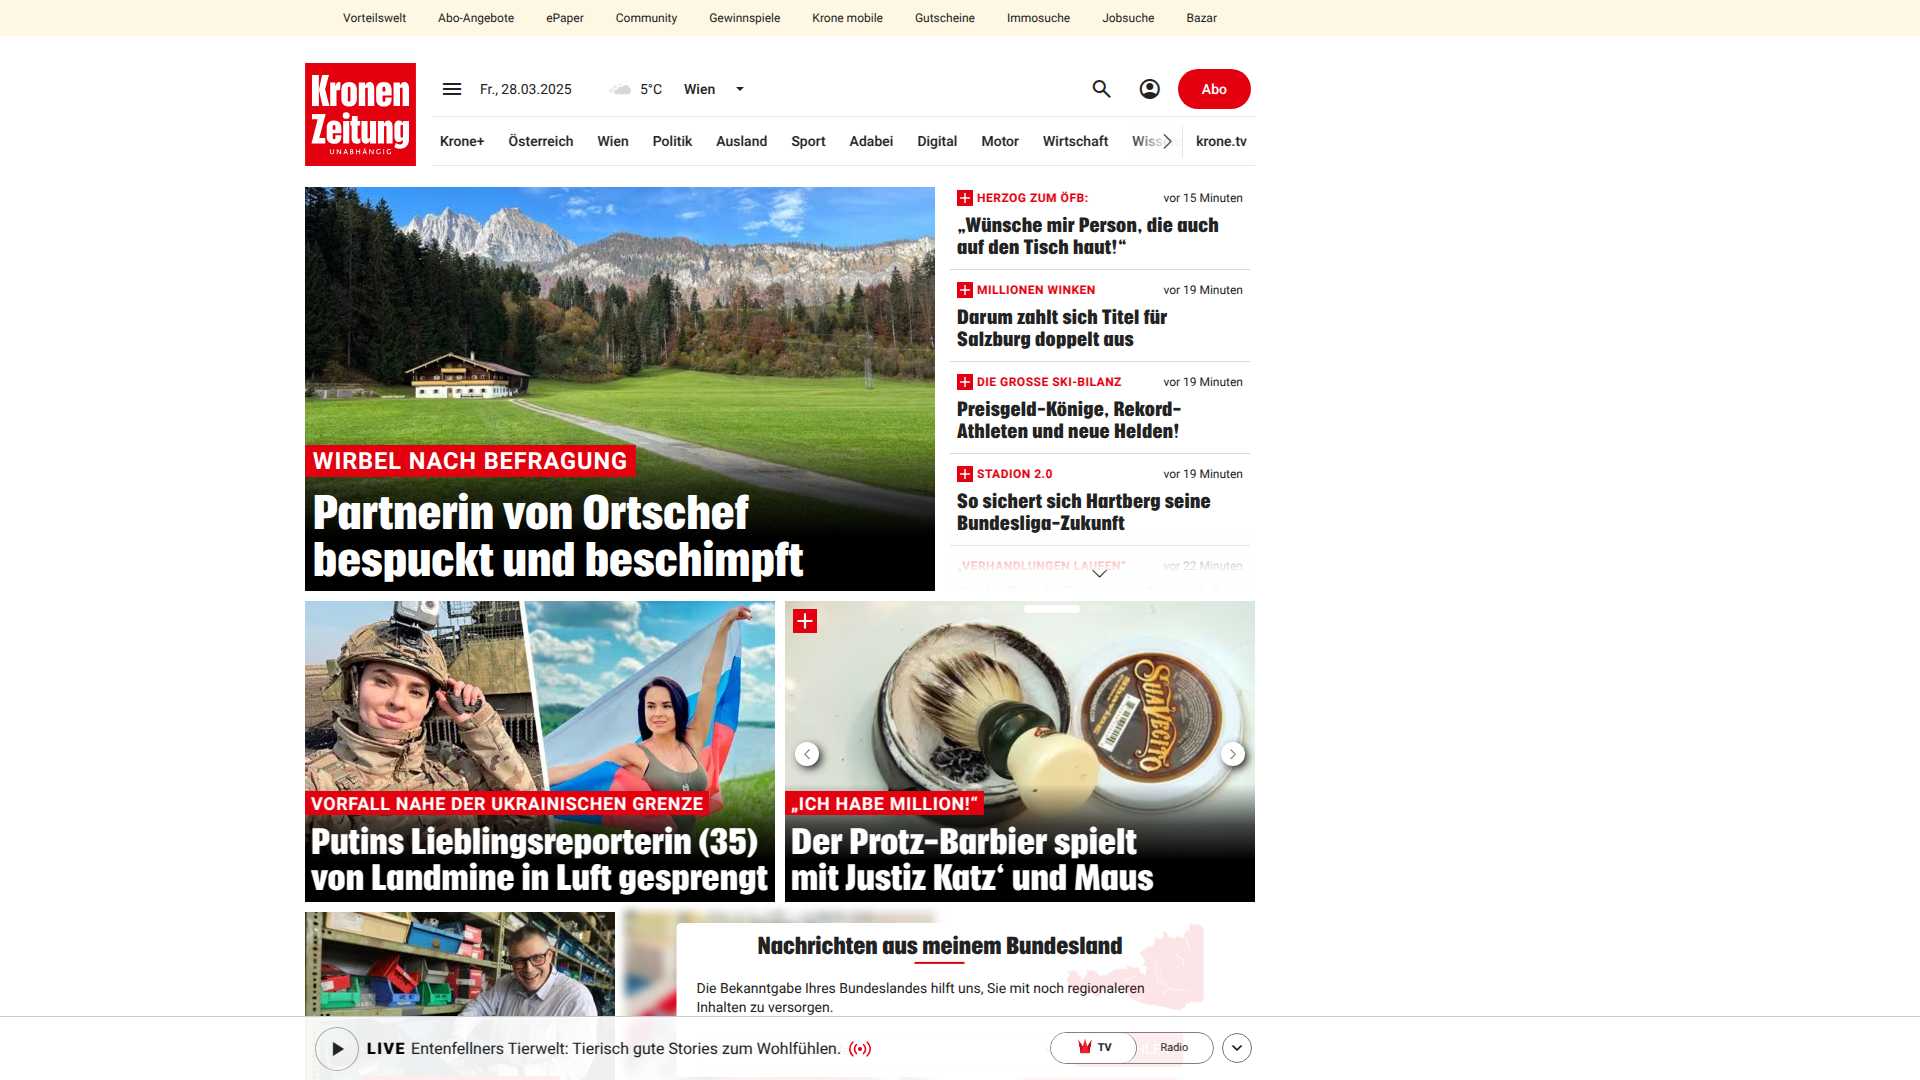 Vorteilswelt Abo-Angebote ePaper Community Gewinnspiele Krone mobile Gutscheine Immosuche Jobsuche Bazar
Kronen
Zeitung
UNABHÄNGIG
Fr., 28.03.2025 5°C Wien
Abo
Krone+ Österreich Wien Politik Ausland Sport Adabei Digital Motor Wirtschaft Wiss krone.tv
WIRBEL NACH BEFRAGUNG
Partnerin von Ortschef
bespuckt und beschimpft
HERZOG ZUM ÖFB: vor 15 Minuten
„Wünsche mir Person, die auch
auf den Tisch haut!“
MILLIONEN WINKEN vor 19 Minuten
Darum zahlt sich Titel für
Salzburg doppelt aus
DIE GROSSE SKI-BILANZ vor 19 Minuten
Preisgeld-Könige, Rekord-
Athleten und neue Helden!
STADION 2.0 vor 19 Minuten
So sichert sich Hartberg seine
Bundesliga-Zukunft
„VERHANDLUNGEN LAUFEN“ vor 22 Minuten
VORFALL NAHE DER UKRAINISCHEN GRENZE
Putins Lieblingsreporterin (35)
von Landmine in Luft gesprengt
SUAVECITO
„ICH HABE MILLION!“
Der Protz-Barbier spielt
mit Justiz Katz‘ und Maus
Nachrichten aus meinem Bundesland
Die Bekanntgabe Ihres Bundeslandes hilft uns, Sie mit noch regionaleren
Inhalten zu versorgen.
LIVE Entenfellners Tierwelt: Tierisch gute Stories zum Wohlfühlen.
TV Radio